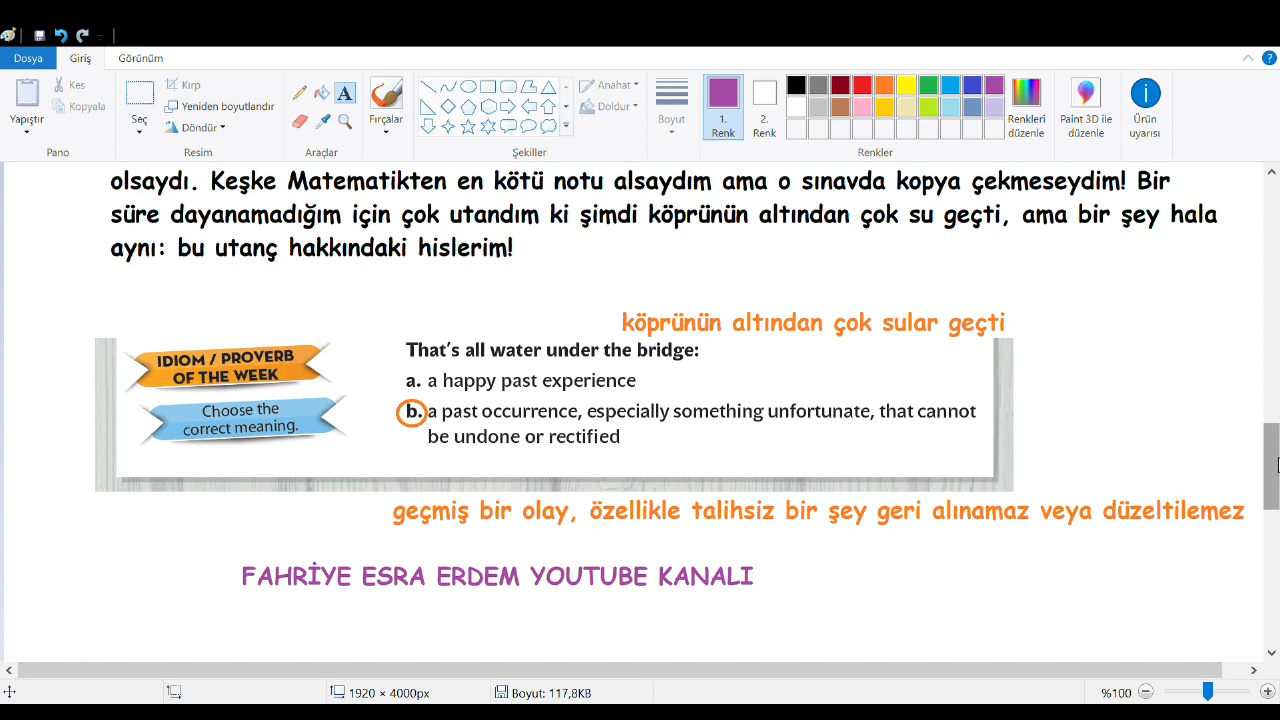 Dosya
Giriş
Görünüm
Yapıştır
Kes
Kopyala
Pano
Seç
Kırp
Yeniden boyutlandır
Döndür
Resim
A
Araçlar
Fırçalar
Şekiller
Anahat
Doldur
Boyut
1.
Renk
2.
Renk
Renkler
Renkleri
düzenle
Paint 3D ile
düzenle
Ürün
uyarısı
olsaydı. Keşke Matematikten en kötü notu alsaydım ama o sınavda kopya çekmeseydim! Bir
süre dayanamadığım için çok utandım ki şimdi köprünün altından çok su geçti, ama bir şey hala
aynı: bu utanç hakkındaki hislerim!
köprünün altından çok sular geçti
IDIOM / PROVERB
OF THE WEEK
Choose the
correct meaning.
That's all water under the bridge:
a. a happy past experience
b. a past occurrence, especially something unfortunate, that cannot
be undone or rectified
geçmiş bir olay, özellikle talihsiz bir şey geri alınamaz veya düzeltilemez
FAHRİYE ESRA ERDEM YOUTUBE KANALI
1920 × 4000px
Boyut: 117,8KB
%100